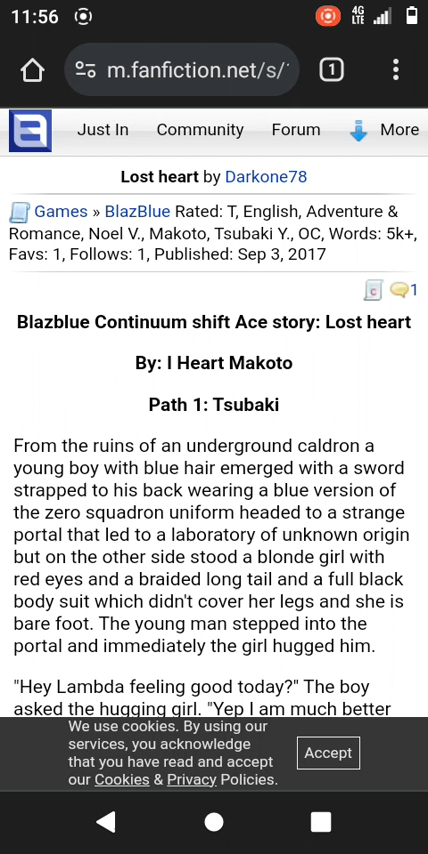 11:56
4G
LTE
m.fanfiction.net/s/
1
Just In Community Forum More
Lost heart by Darkone78
Games » BlazBlue Rated: T, English, Adventure &
Romance, Noel V., Makoto, Tsubaki Y., OC, Words: 5k+,
Favs: 1, Follows: 1, Published: Sep 3, 2017
c 1
Blazblue Continuum shift Ace story: Lost heart
By: I Heart Makoto
Path 1: Tsubaki
From the ruins of an underground caldron a
young boy with blue hair emerged with a sword
strapped to his back wearing a blue version of
the zero squadron uniform headed to a strange
portal that led to a laboratory of unknown origin
but on the other side stood a blonde girl with
red eyes and a braided long tail and a full black
body suit which didn't cover her legs and she is
bare foot. The young man stepped into the
portal and immediately the girl hugged him.
"Hey Lambda feeling good today?" The boy
asked the hugging girl. "Yep I am much better
We use cookies. By using our
services, you acknowledge
that you have read and accept
our Cookies & Privacy Policies.
Accept